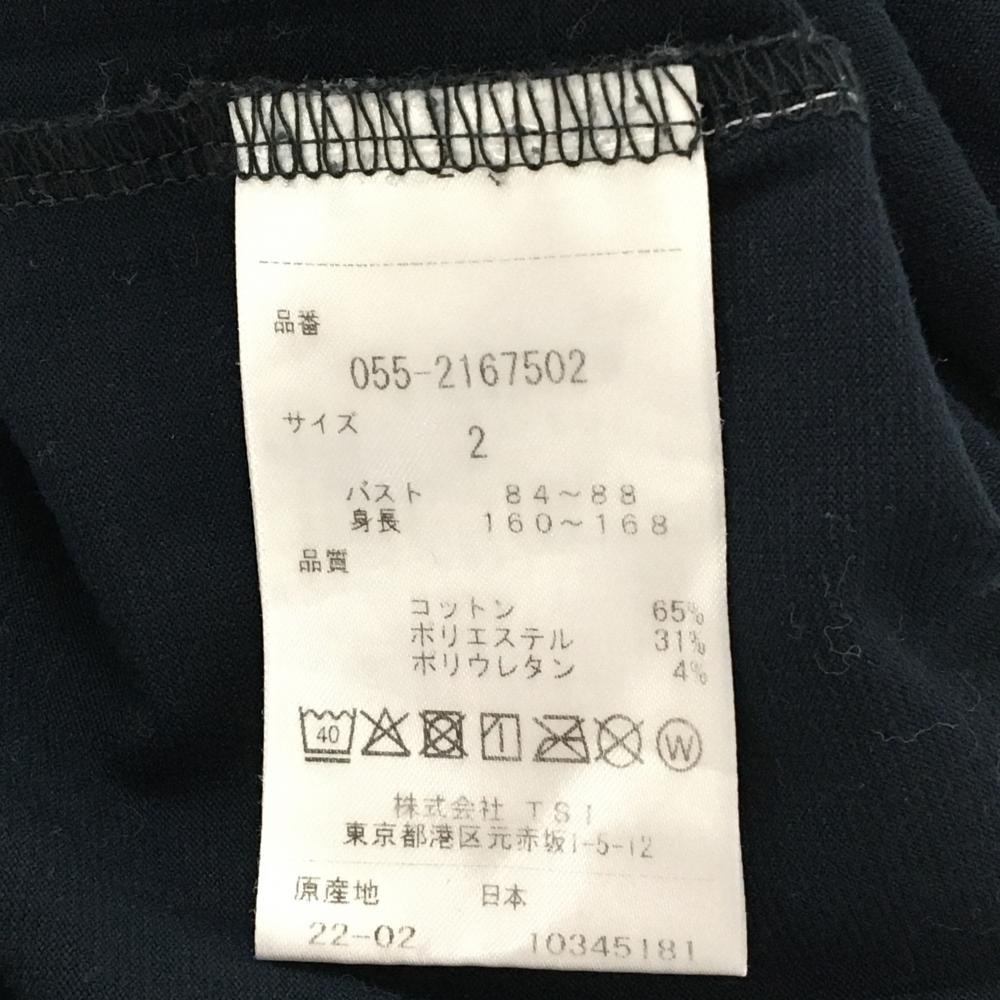 品番
055-2167502
サイズ
2
バスト 84～88
身長 160～168
品質
コットン 65%
ポリエステル 31%
ポリウレタン 4%
40 W
株式会社 TSI
東京都港区元赤坂1-5-12
原産地 日本
22-02 10345181